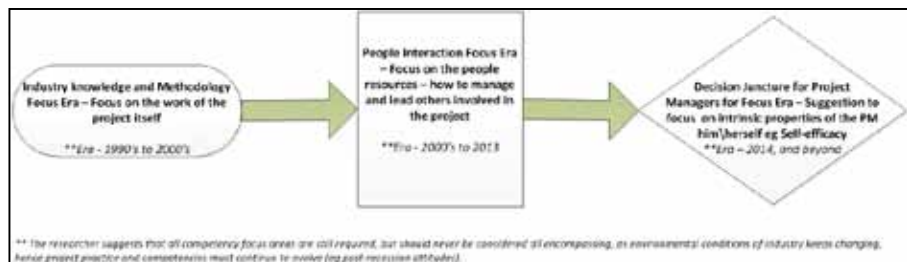 Industry knowledge and Methodology
Focus Era – Focus on the work of the
project itself
**Era - 1990's to 2000's
People Interaction Focus Era
– Focus on the people
resources – how to manage
and lead others involved in
the project
**Era - 2000's to 2013
Decision Juncture for Project
Managers for Focus Era – Suggestion to
focus on intrinsic properties of the PM
him\herself eg Self-efficacy
**Era – 2014, and beyond
** The researcher suggests that all competency focus areas are still required, but should never be considered all encompassing, as environmental conditions of industry keeps changing,
hence project practice and competencies must continue to evolve (eg post recession attitudes).